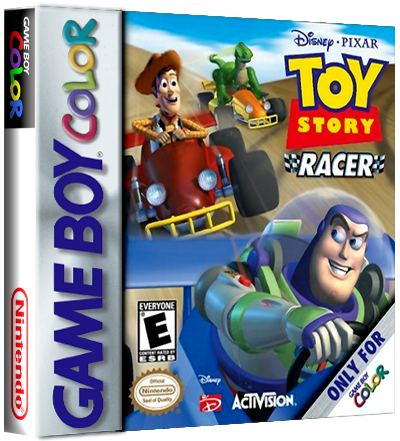 GAME BOY
COLOR
Nintendo
GAME BOY COLOR
Disney · PIXAR
TOY
STORY
RACER
EVERYONE
E
CONTENT RATED BY
ESRB
Official
Nintendo
Seal of Quality
Disney
ACTIVISION.
ONLY FOR
GAME BOY
COLOR